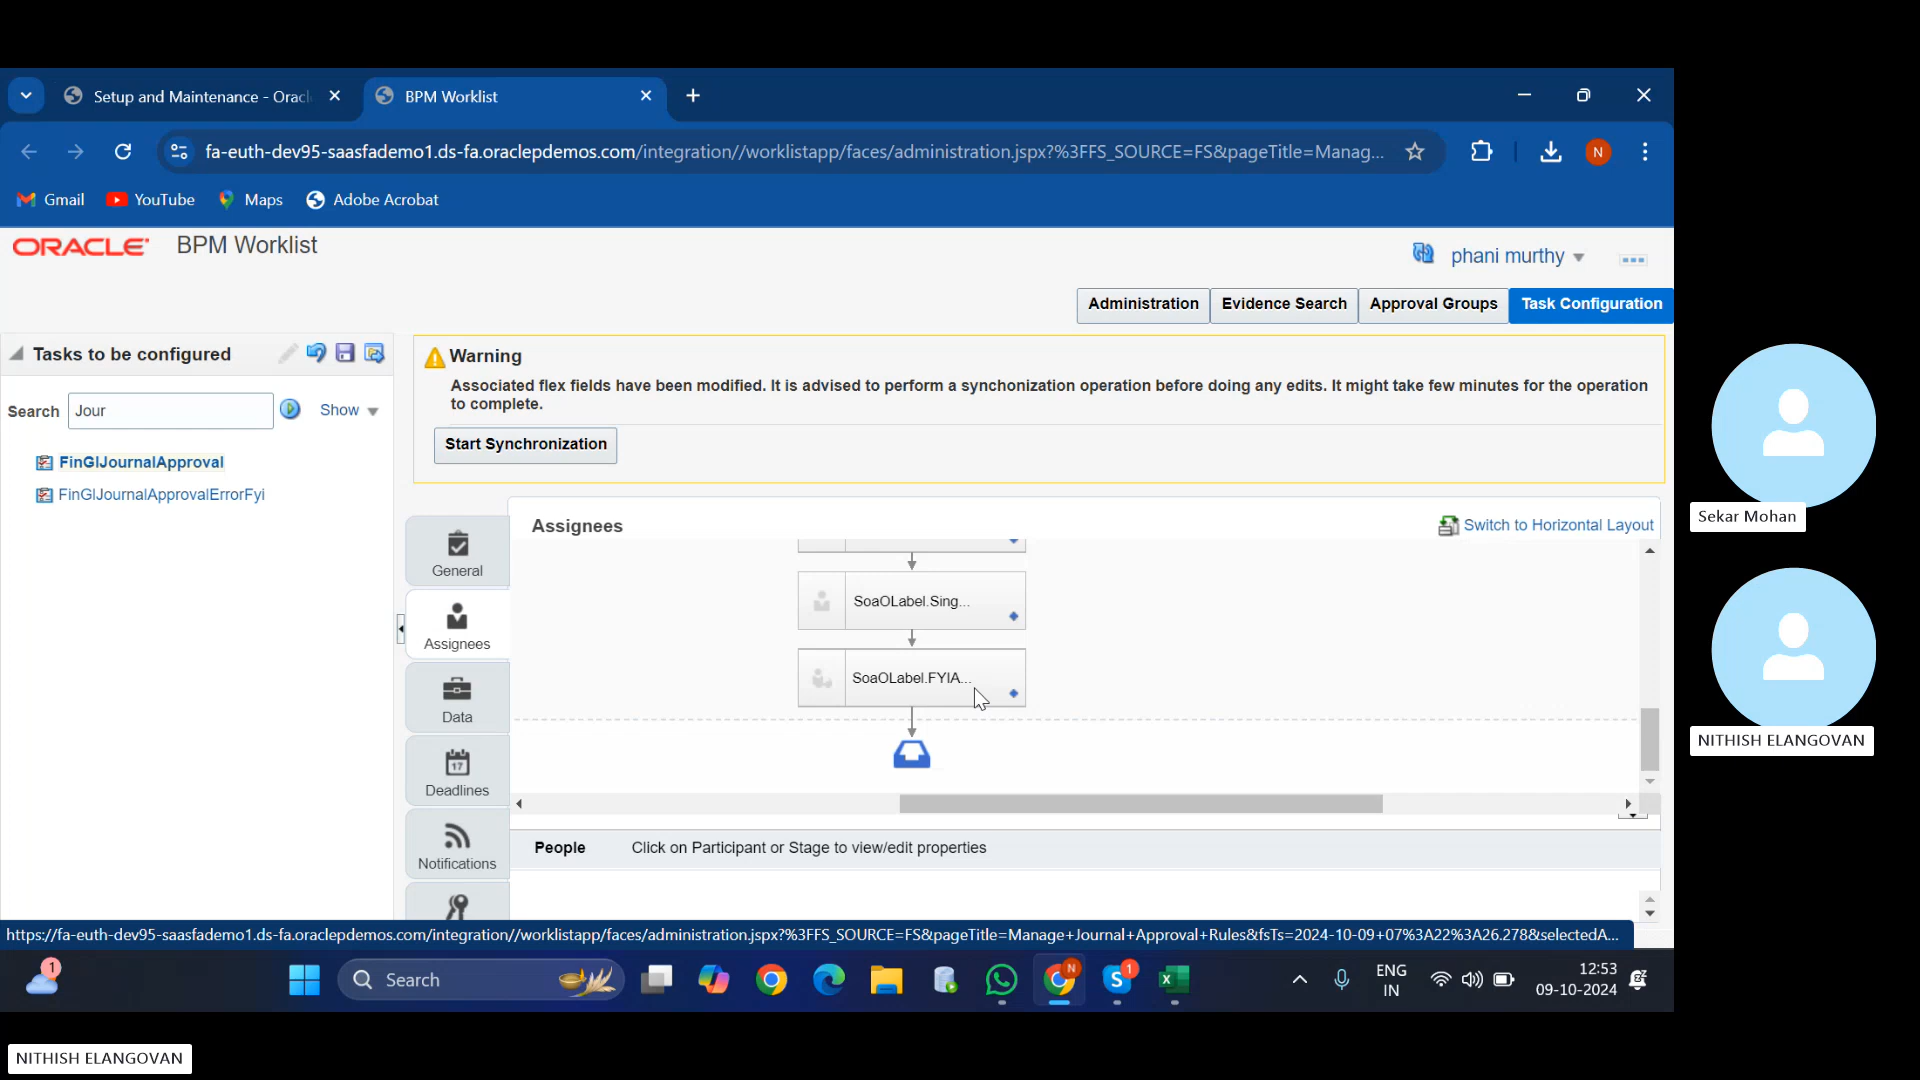 Setup and Maintenance - Oracl
BPM Worklist
fa-euth-dev95-saasfademo1.ds-fa.oraclepdemos.com/integration//worklistapp/faces/administration.jspx?%3FFS_SOURCE=FS&pageTitle=Manag...
N
Gmail
YouTube
Maps
Adobe Acrobat
ORACLE
BPM Worklist
phani murthy
Administration
Evidence Search
Approval Groups
Task Configuration
Tasks to be configured
Search
Jour
Show
FinGlJournalApproval
FinGlJournalApprovalErrorFyi
Warning
Associated flex fields have been modified. It is advised to perform a synchonization operation before doing any edits. It might take few minutes for the operation
to complete.
Start Synchronization
General
Assignees
Data
17
Deadlines
Notifications
Assignees
Switch to Horizontal Layout
SoaOLabel.Sing...
SoaOLabel.FYIA...
People
Click on Participant or Stage to view/edit properties
https://fa-euth-dev95-saasfademo1.ds-fa.oraclepdemos.com/integration//worklistapp/faces/administration.jspx?%3FFS_SOURCE=FS&pageTitle=Manage+Journal+Approval+Rules&fsTs=2024-10-09+07%3A22%3A26.278&selectedA...
1
Search
N
S
1
X
ENG
IN
12:53
09-10-2024
Sekar Mohan
NITHISH ELANGOVAN
NITHISH ELANGOVAN